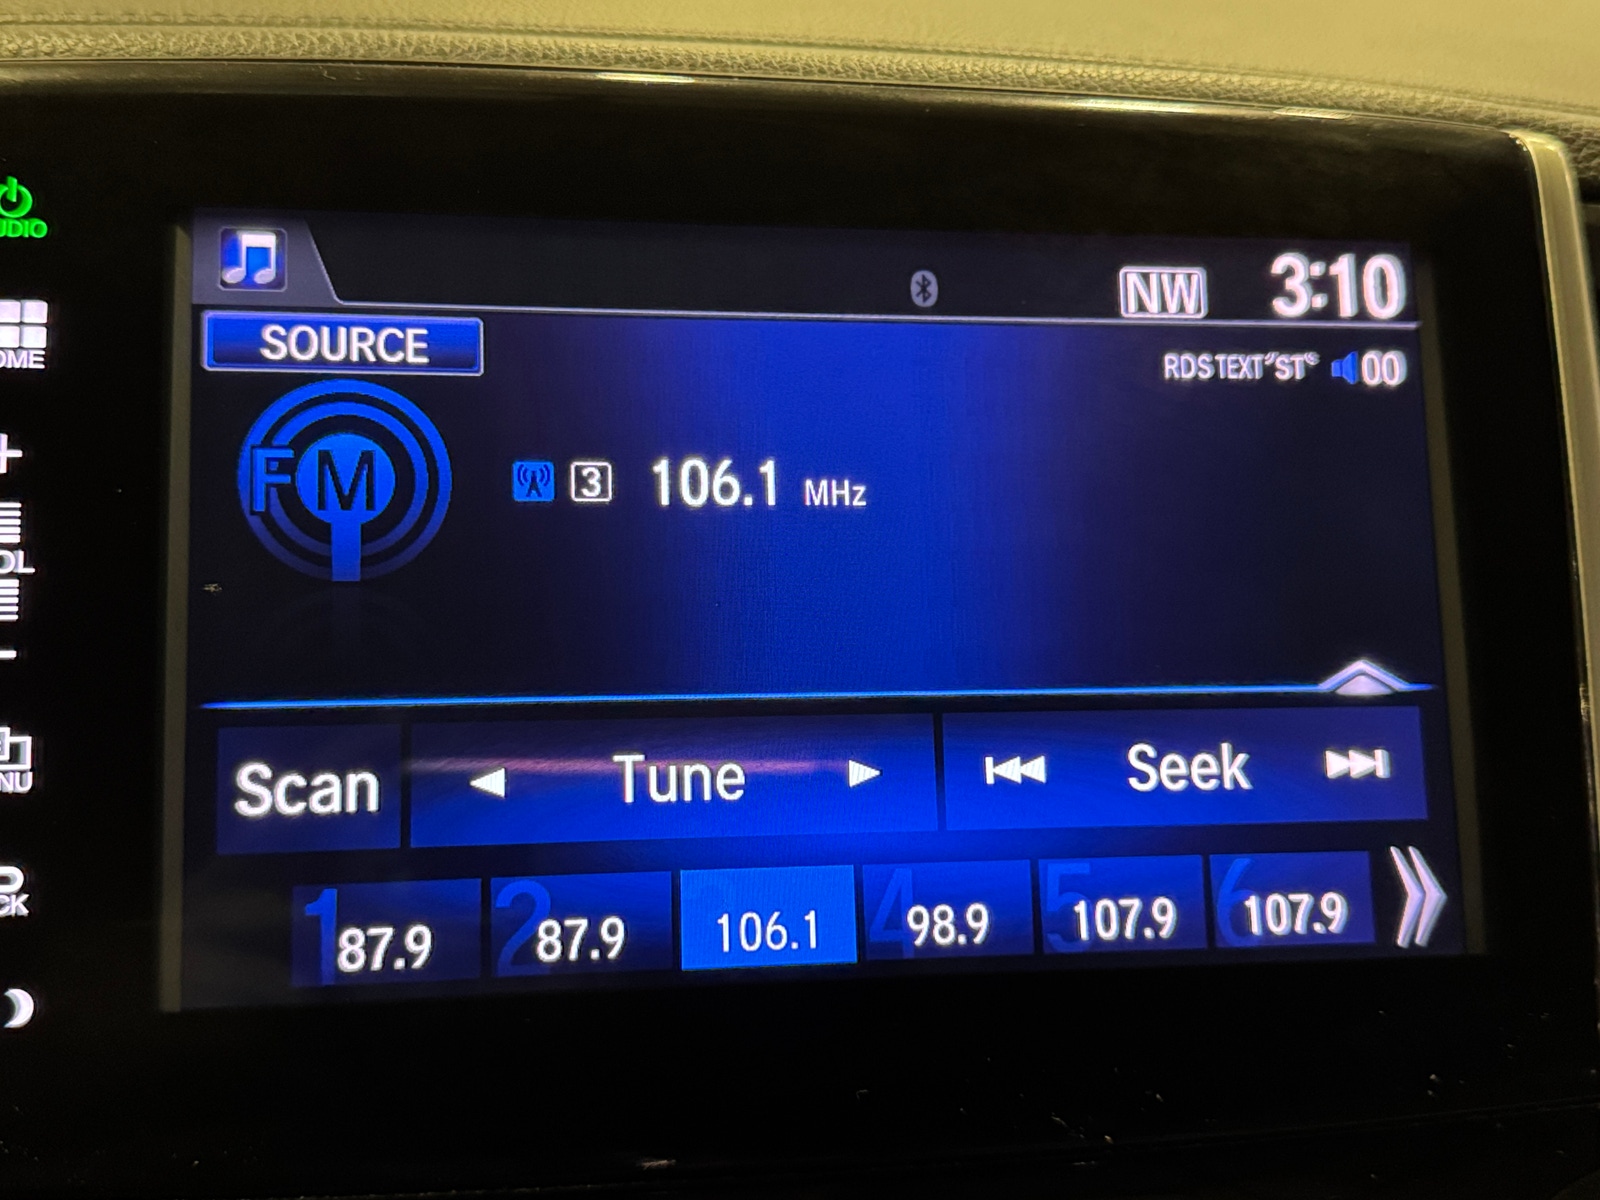 NW 3:10
SOURCE
RDS TEXT ST 00
FM
3 106.1 MHz
Scan Tune Seek
1 87.9 2 87.9 106.1 4 98.9 5 107.9 6 107.9